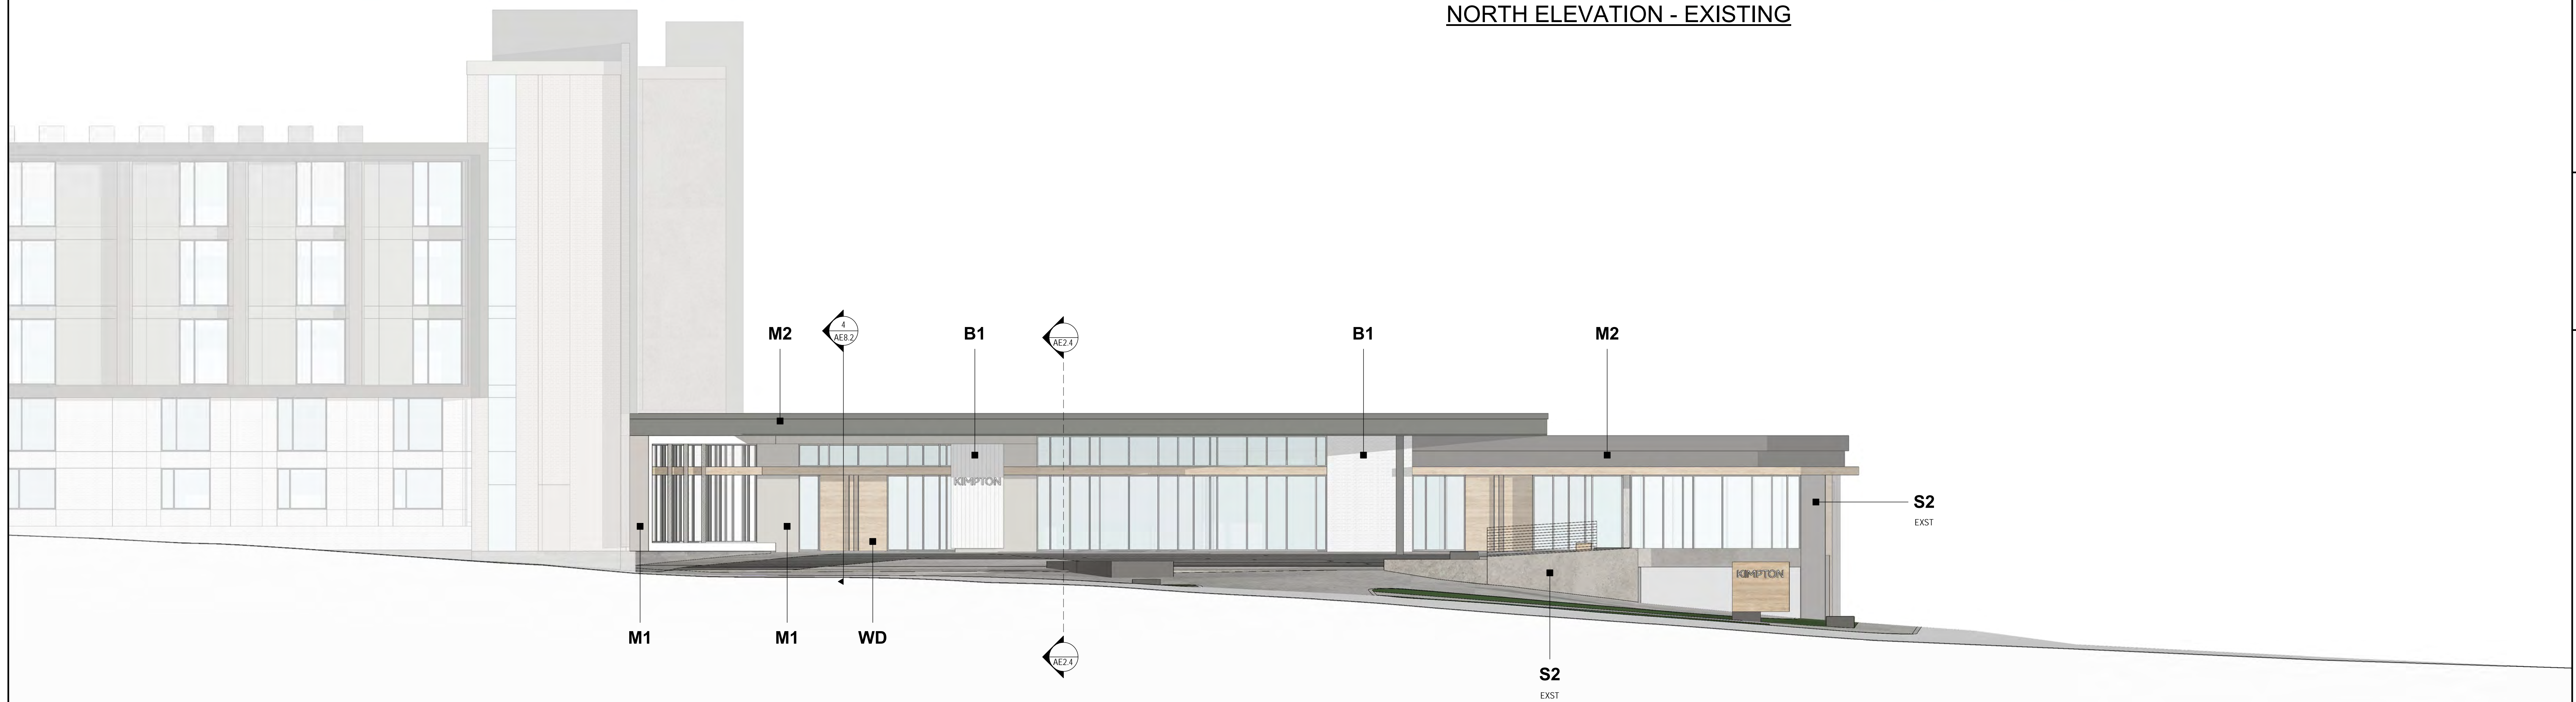 NORTH ELEVATION - EXISTING
M2
4
AE8.2
B1
AE2.4
B1
M2
KIMPTON
S2
EXST
KIMPTON
M1
M1
WD
AE2.4
S2
EXST